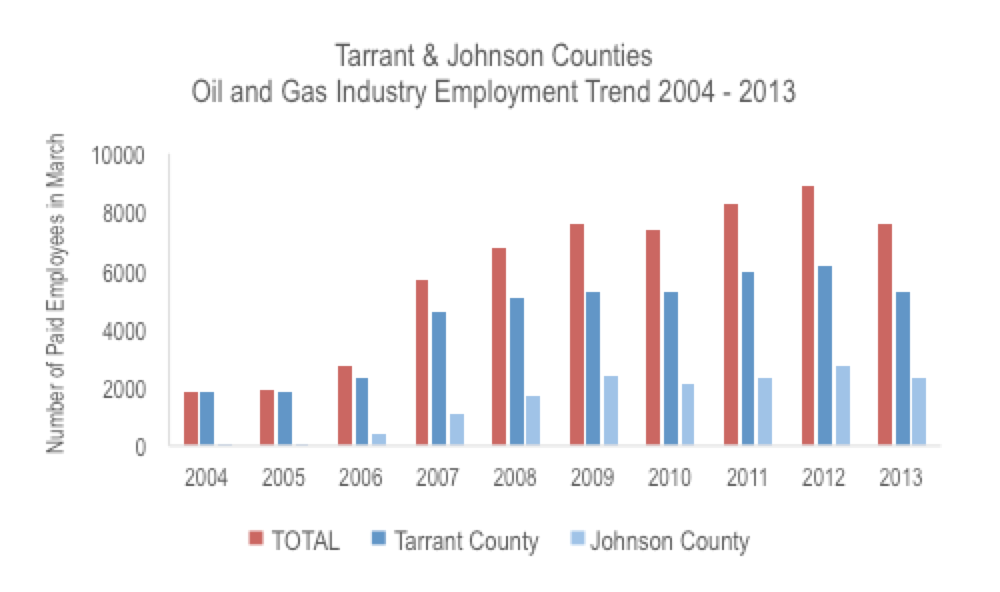 Tarrant & Johnson Counties
Oil and Gas Industry Employment Trend 2004 - 2013
Number of Paid Employees in March
10000
8000
6000
4000
2000
0
2004 2005 2006 2007 2008 2009 2010 2011 2012 2013
TOTAL Tarrant County Johnson County